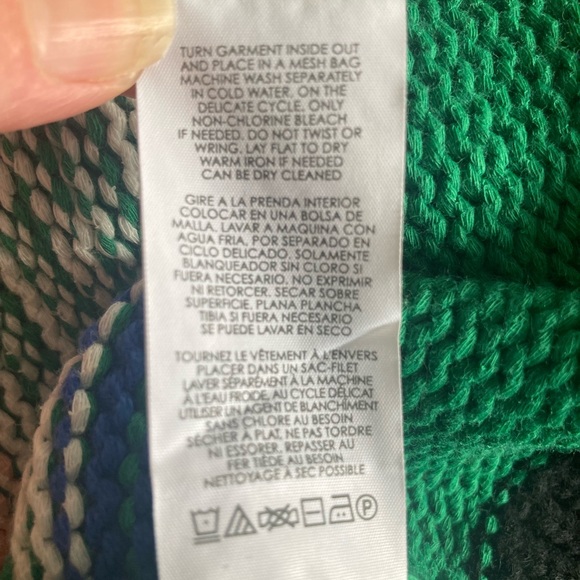 TURN GARMENT INSIDE OUT
AND PLACE IN A MESH BAG
MACHINE WASH SEPARATELY
IN COLD WATER, ON THE
DELICATE CYCLE. ONLY
NON-CHLORINE BLEACH
IF NEEDED. DO NOT TWIST OR
WRING. LAY FLAT TO DRY
WARM IRON IF NEEDED
CAN BE DRY CLEANED
GIRE A LA PRENDA INTERIOR
COLOCAR EN UNA BOLSA DE
MALLA. LAVAR A MAQUINA CON
AGUA FRIA, POR SEPARADO EN
CICLO DELICADO. SOLAMENTE
BLANQUEADOR SIN CLORO SI
FUERA NECESARIO. NO EXPRIMIR
NI RETORCER. SECAR SOBRE
SUPERFICIE. PLANA PLANCHA
TIBIA SI FUERA NECESARIO
SE PUEDE LAVAR EN SECO
TOURNEZ LE VÊTEMENT À L'ENVERS
PLACER DANS UN SAC-FILET
LAVER SÉPARÉMENT À LA MACHINE
À L'EAU FROIDE, AU CYCLE DÉLICAT
UTILISER UN AGENT DE BLANCHIMENT
SANS CHLORE AU BESOIN
SÉCHER À PLAT, NE PAS TORDRE
NI ESSORER. REPASSER AU
FER TIÈDE AU BESOIN
NETTOYAGE À SEC POSSIBLE
P